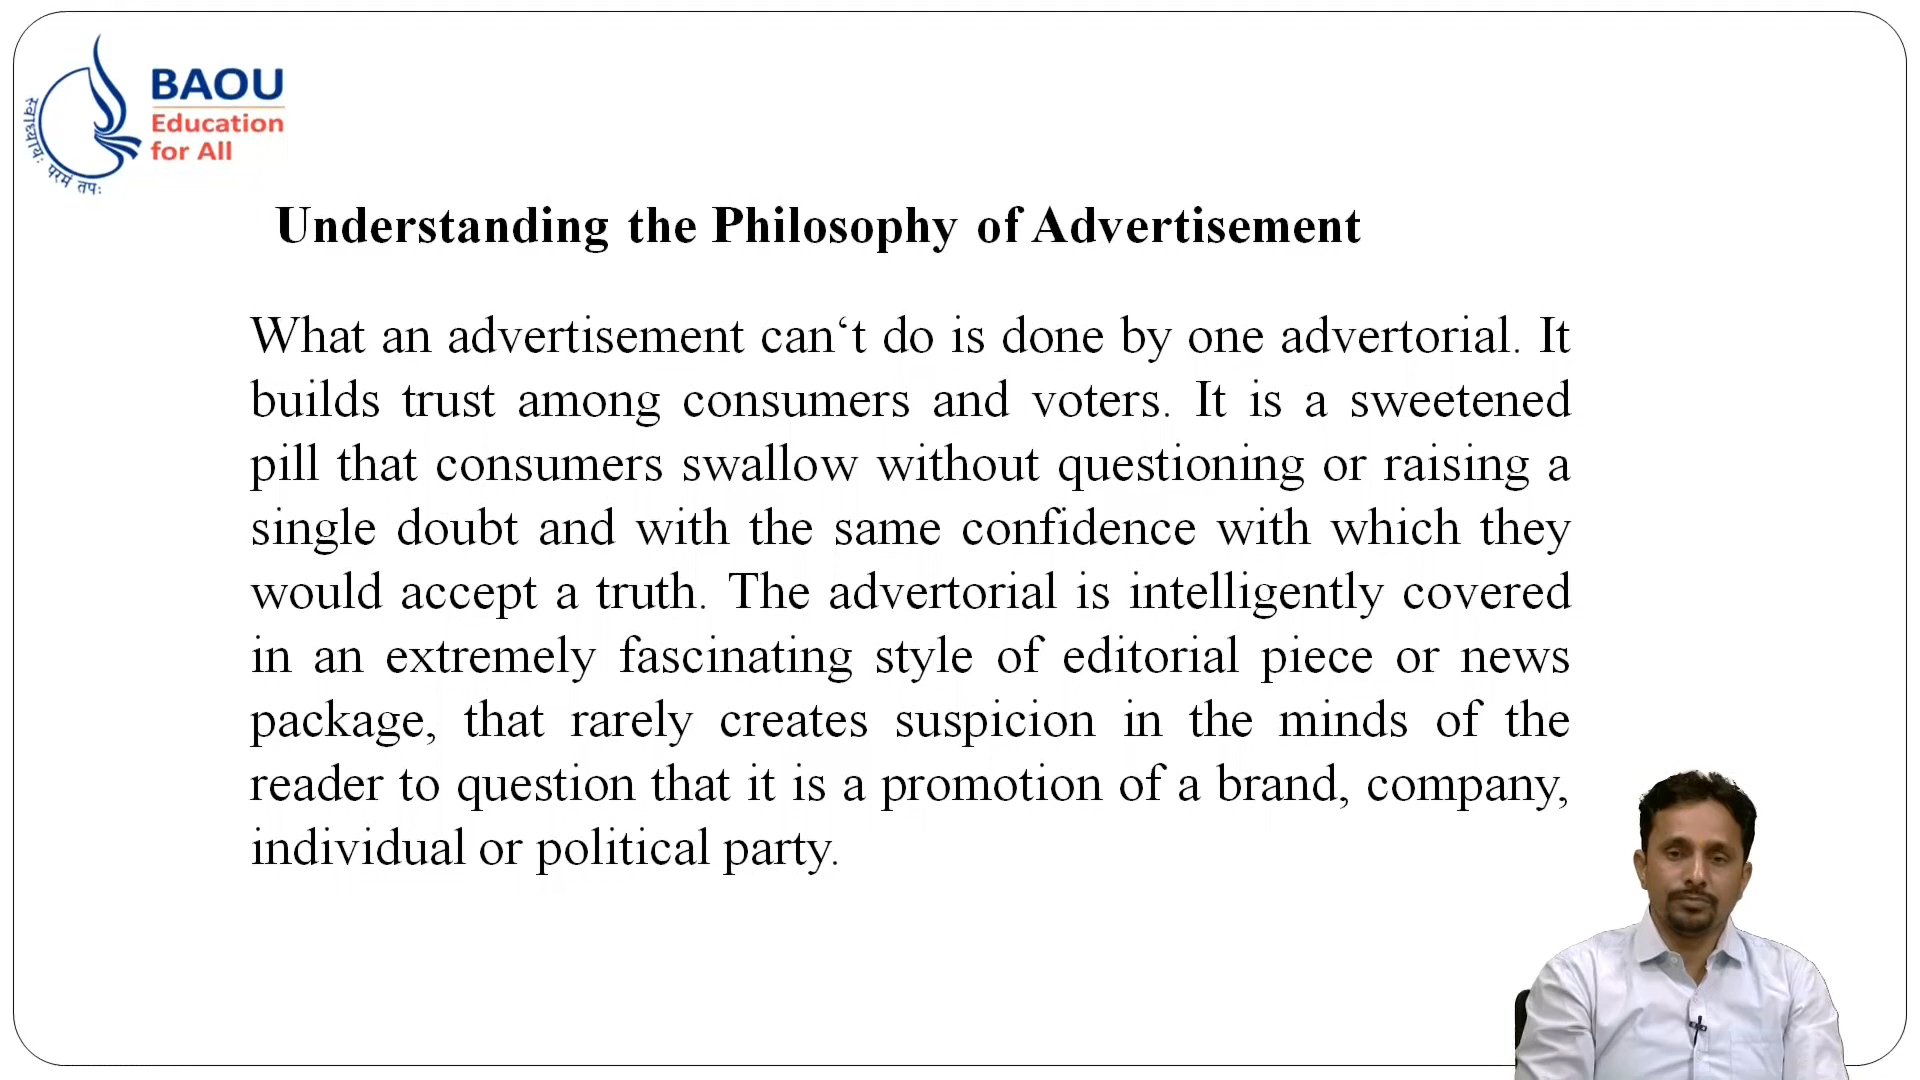 BAOU
Education
for All
स्वाध्यायः परमं तपः
Understanding the Philosophy of Advertisement
What an advertisement can‘t do is done by one advertorial. It
builds trust among consumers and voters. It is a sweetened
pill that consumers swallow without questioning or raising a
single doubt and with the same confidence with which they
would accept a truth. The advertorial is intelligently covered
in an extremely fascinating style of editorial piece or news
package, that rarely creates suspicion in the minds of the
reader to question that it is a promotion of a brand, company,
individual or political party.